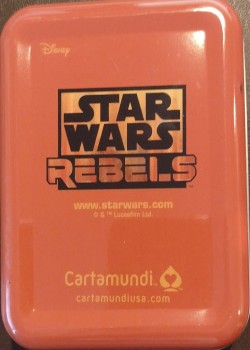 Disney
STAR
WARS
REBELS
www.starwars.com
© & ™ Lucasfilm Ltd.
Cartamundi
cartamundiusa.com